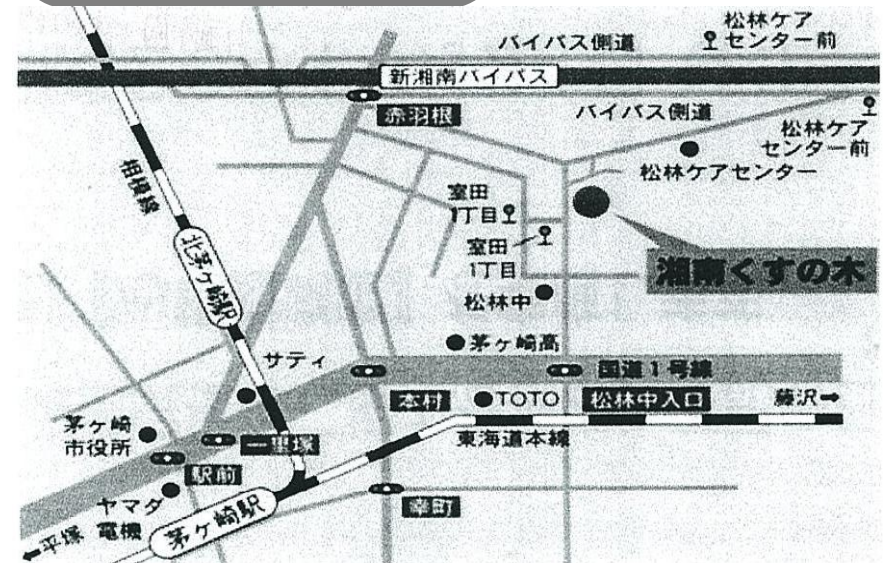 松林ケア
センター前
バイパス側道
新湘南バイパス
赤羽根
バイパス側道
松林ケア
センター前
松林ケアセンター
相模線
室田
1丁目
室田
1丁目
湘南くすの木
北茅ケ崎駅
松林中
茅ケ崎高
サティ
国道1号線
本村
TOTO
松林中入口
藤沢→
茅ケ崎
市役所
一里塚
東海道本線
駅前
ヤマダ
電機
茅ケ崎駅
幸町
←平塚